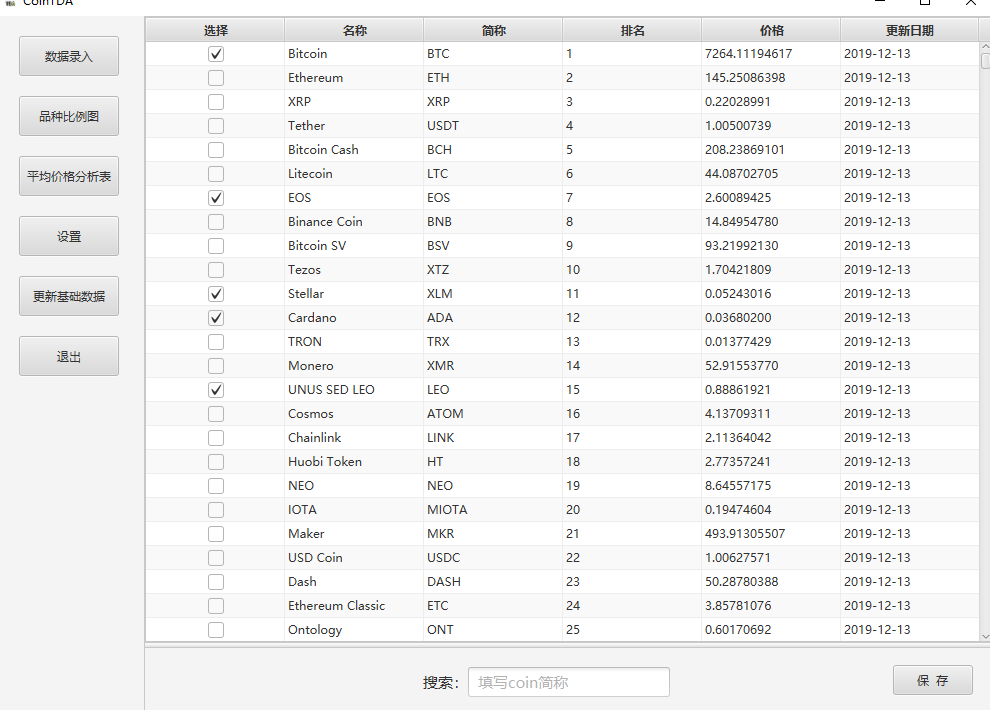 CoinTDA
数据录入
品种比例图
平均价格分析表
设置
更新基础数据
退出
选择 名称 简称 排名 价格 更新日期
Bitcoin BTC 1 7264.11194617 2019-12-13
Ethereum ETH 2 145.25086398 2019-12-13
XRP XRP 3 0.22028991 2019-12-13
Tether USDT 4 1.00500739 2019-12-13
Bitcoin Cash BCH 5 208.23869101 2019-12-13
Litecoin LTC 6 44.08702705 2019-12-13
EOS EOS 7 2.60089425 2019-12-13
Binance Coin BNB 8 14.84954780 2019-12-13
Bitcoin SV BSV 9 93.21992130 2019-12-13
Tezos XTZ 10 1.70421809 2019-12-13
Stellar XLM 11 0.05243016 2019-12-13
Cardano ADA 12 0.03680200 2019-12-13
TRON TRX 13 0.01377429 2019-12-13
Monero XMR 14 52.91553770 2019-12-13
UNUS SED LEO LEO 15 0.88861921 2019-12-13
Cosmos ATOM 16 4.13709311 2019-12-13
Chainlink LINK 17 2.11364042 2019-12-13
Huobi Token HT 18 2.77357241 2019-12-13
NEO NEO 19 8.64557175 2019-12-13
IOTA MIOTA 20 0.19474604 2019-12-13
Maker MKR 21 493.91305507 2019-12-13
USD Coin USDC 22 1.00627571 2019-12-13
Dash DASH 23 50.28780388 2019-12-13
Ethereum Classic ETC 24 3.85781076 2019-12-13
Ontology ONT 25 0.60170692 2019-12-13
搜索: 填写coin简称
保 存